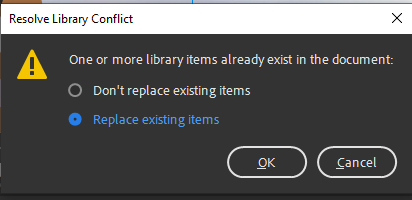 Resolve Library Conflict
One or more library items already exist in the document:
Don't replace existing items
Replace existing items
OK
Cancel